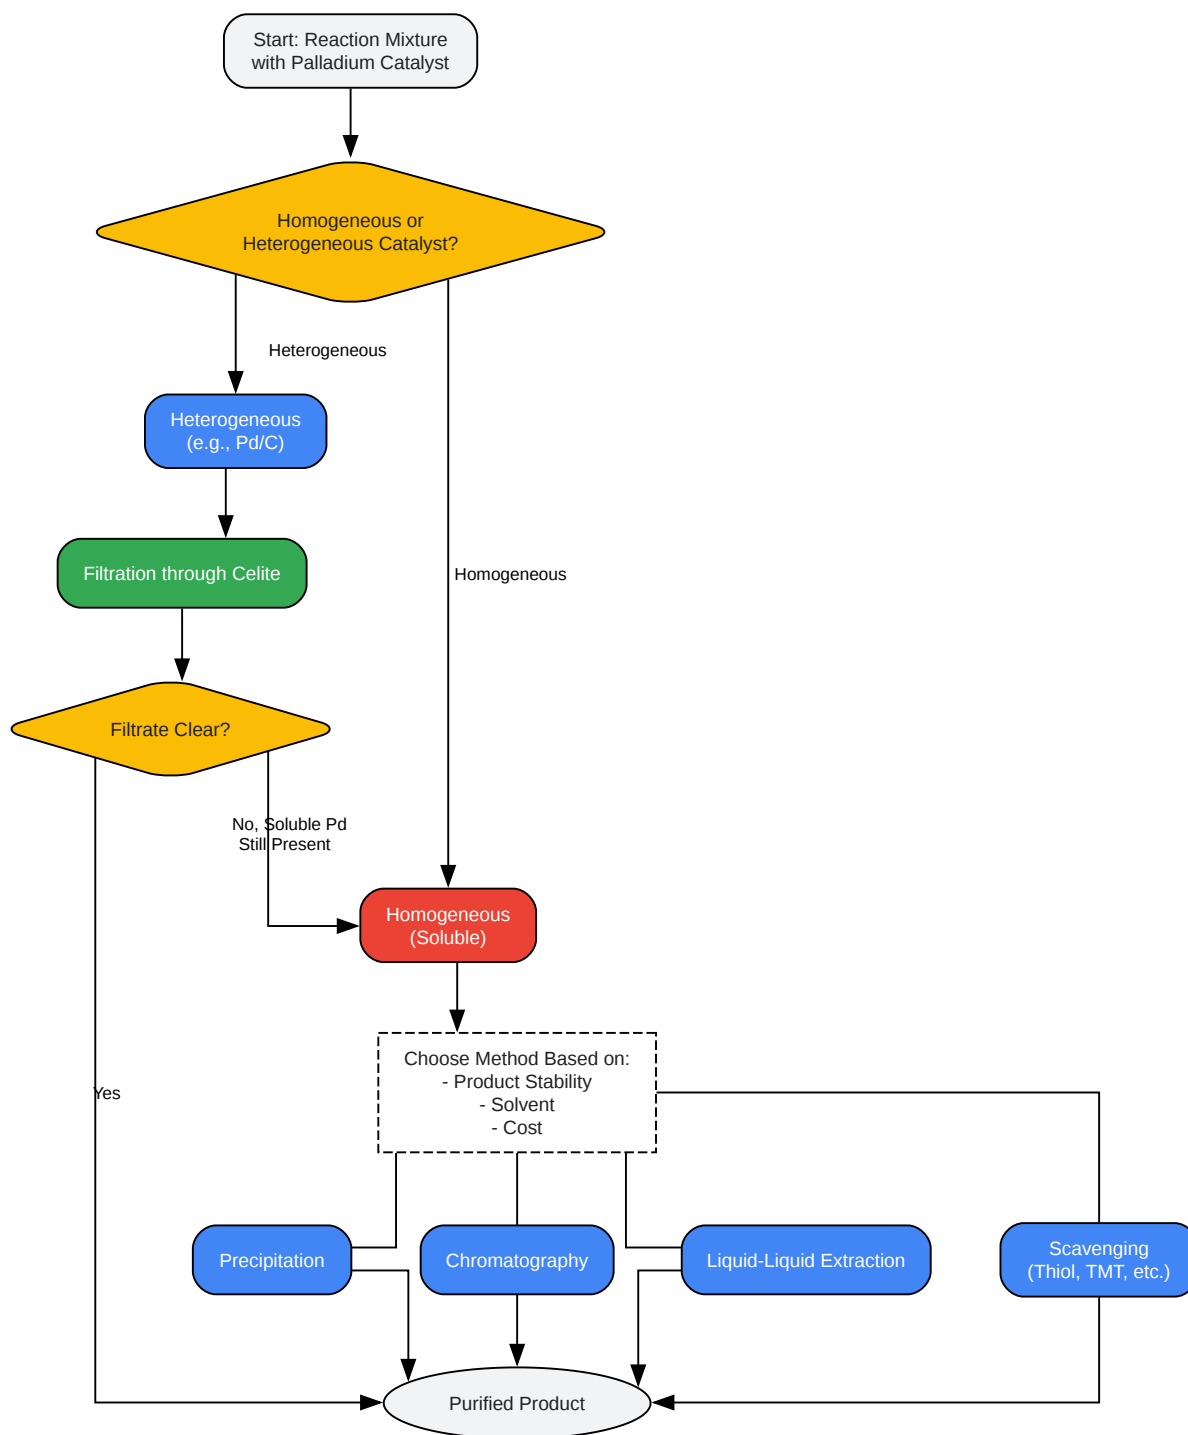 Start: Reaction Mixture
with Palladium Catalyst
Homogeneous or
Heterogeneous Catalyst?
Heterogeneous
Heterogeneous
(e.g., Pd/C)
Filtration through Celite
Homogeneous
Filtrate Clear?
No, Soluble Pd
Still Present
Homogeneous
(Soluble)
Choose Method Based on:
- Product Stability
- Solvent
- Cost
Yes
Precipitation
Chromatography
Liquid-Liquid Extraction
Scavenging
(Thiol, TMT, etc.)
Purified Product